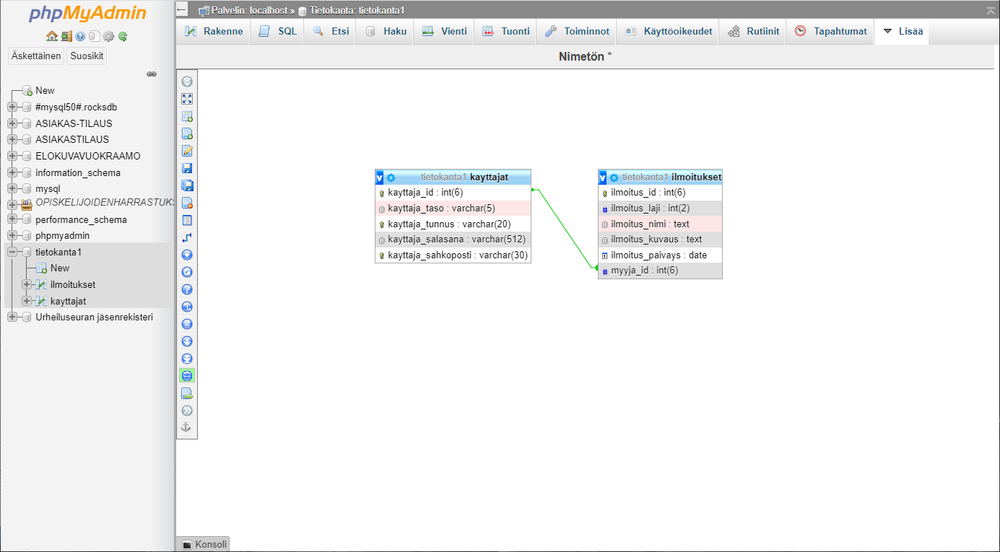 phpMyAdmin
Äskettäinen Suosikit
New
#mysql50#.rocksdb
ASIAKAS-TILAUS
ASIAKASTILAUS
ELOKUVAVUOKRAAMO
information_schema
mysql
OPISKELIJOIDENHARRASTUKS
performance_schema
phpmyadmin
tietokanta1
New
ilmoitukset
kayttajat
Urheiluseuran jäsenrekisteri
Palvelin: localhost » Tietokanta: tietokanta1
Rakenne SQL Etsi Haku Vienti Tuonti Toiminnot Käyttöoikeudet Rutiinit Tapahtumat Lisää
Nimetön *
v tietokanta1 kayttajat
kayttaja_id : int(6)
kayttaja_taso : varchar(5)
kayttaja_tunnus : varchar(20)
kayttaja_salasana : varchar(512)
kayttaja_sahkoposti : varchar(30)
v tietokanta1 ilmoitukset
ilmoitus_id : int(6)
# ilmoitus_laji : int(2)
ilmoitus_nimi : text
ilmoitus_kuvaus : text
ilmoitus_paivays : date
# myyja_id : int(6)
Konsoli